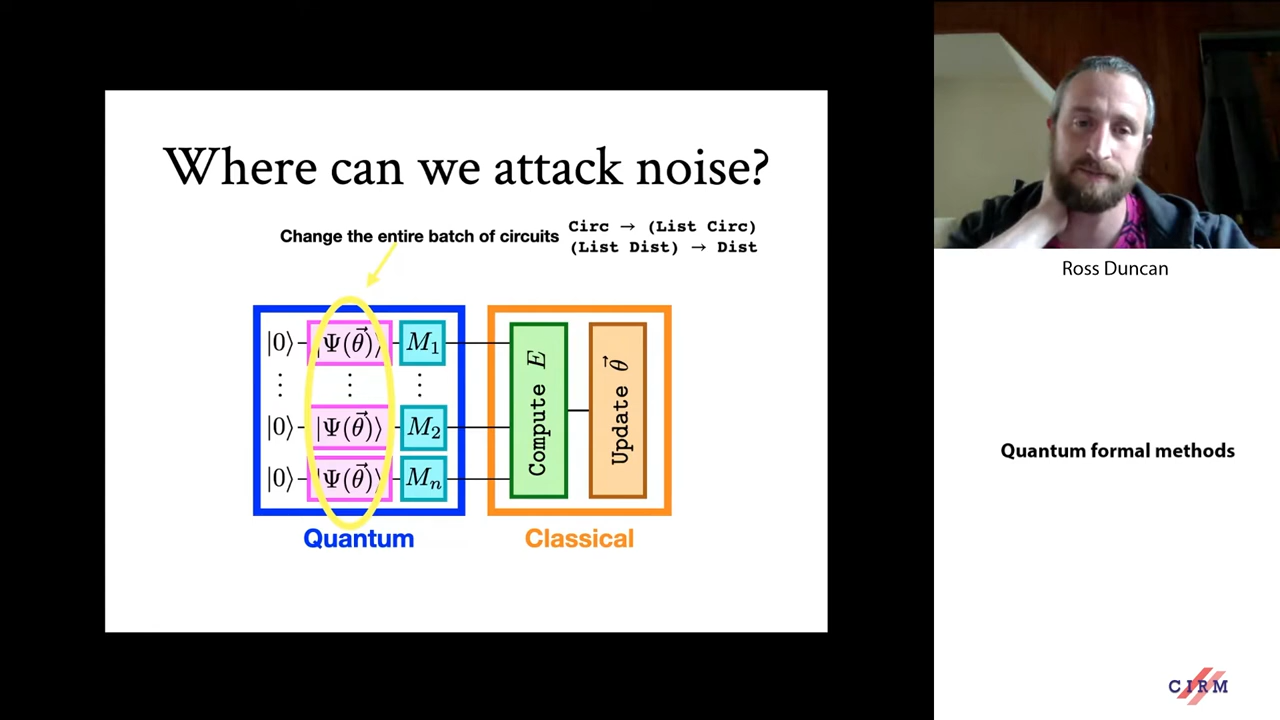 Where can we attack noise?
Change the entire batch of circuits
Circ → (List Circ)
(List Dist) → Dist
|0⟩ |Ψ(θ⃗)⟩ M₁
⋮ ⋮ ⋮
|0⟩ |Ψ(θ⃗)⟩ M₂
|0⟩ |Ψ(θ⃗)⟩ Mₙ
Compute E
Update θ⃗
Quantum
Classical
Ross Duncan
Quantum formal methods
CIRM